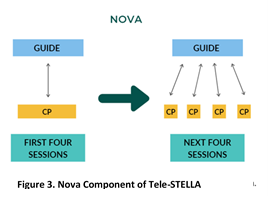 NOVA
GUIDE GUIDE
CP CP CP CP CP
FIRST FOUR
SESSIONS
NEXT FOUR
SESSIONS
Figure 3. Nova Component of Tele-STELLA